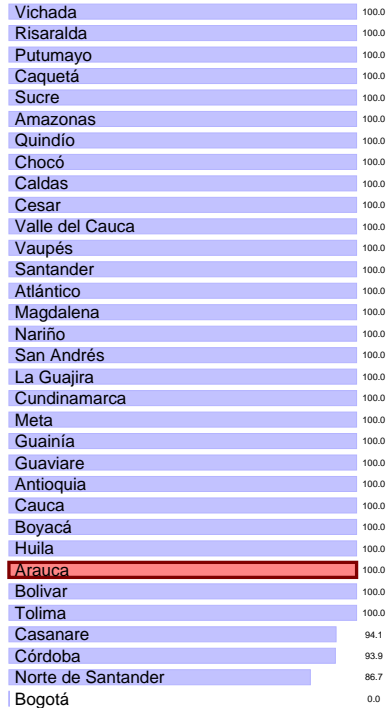 Vichada 100.0
Risaralda 100.0
Putumayo 100.0
Caquetá 100.0
Sucre 100.0
Amazonas 100.0
Quindío 100.0
Chocó 100.0
Caldas 100.0
Cesar 100.0
Valle del Cauca 100.0
Vaupés 100.0
Santander 100.0
Atlántico 100.0
Magdalena 100.0
Nariño 100.0
San Andrés 100.0
La Guajira 100.0
Cundinamarca 100.0
Meta 100.0
Guainía 100.0
Guaviare 100.0
Antioquia 100.0
Cauca 100.0
Boyacá 100.0
Huila 100.0
Arauca 100.0
Bolivar 100.0
Tolima 100.0
Casanare 94.1
Córdoba 93.9
Norte de Santander 86.7
Bogotá 0.0